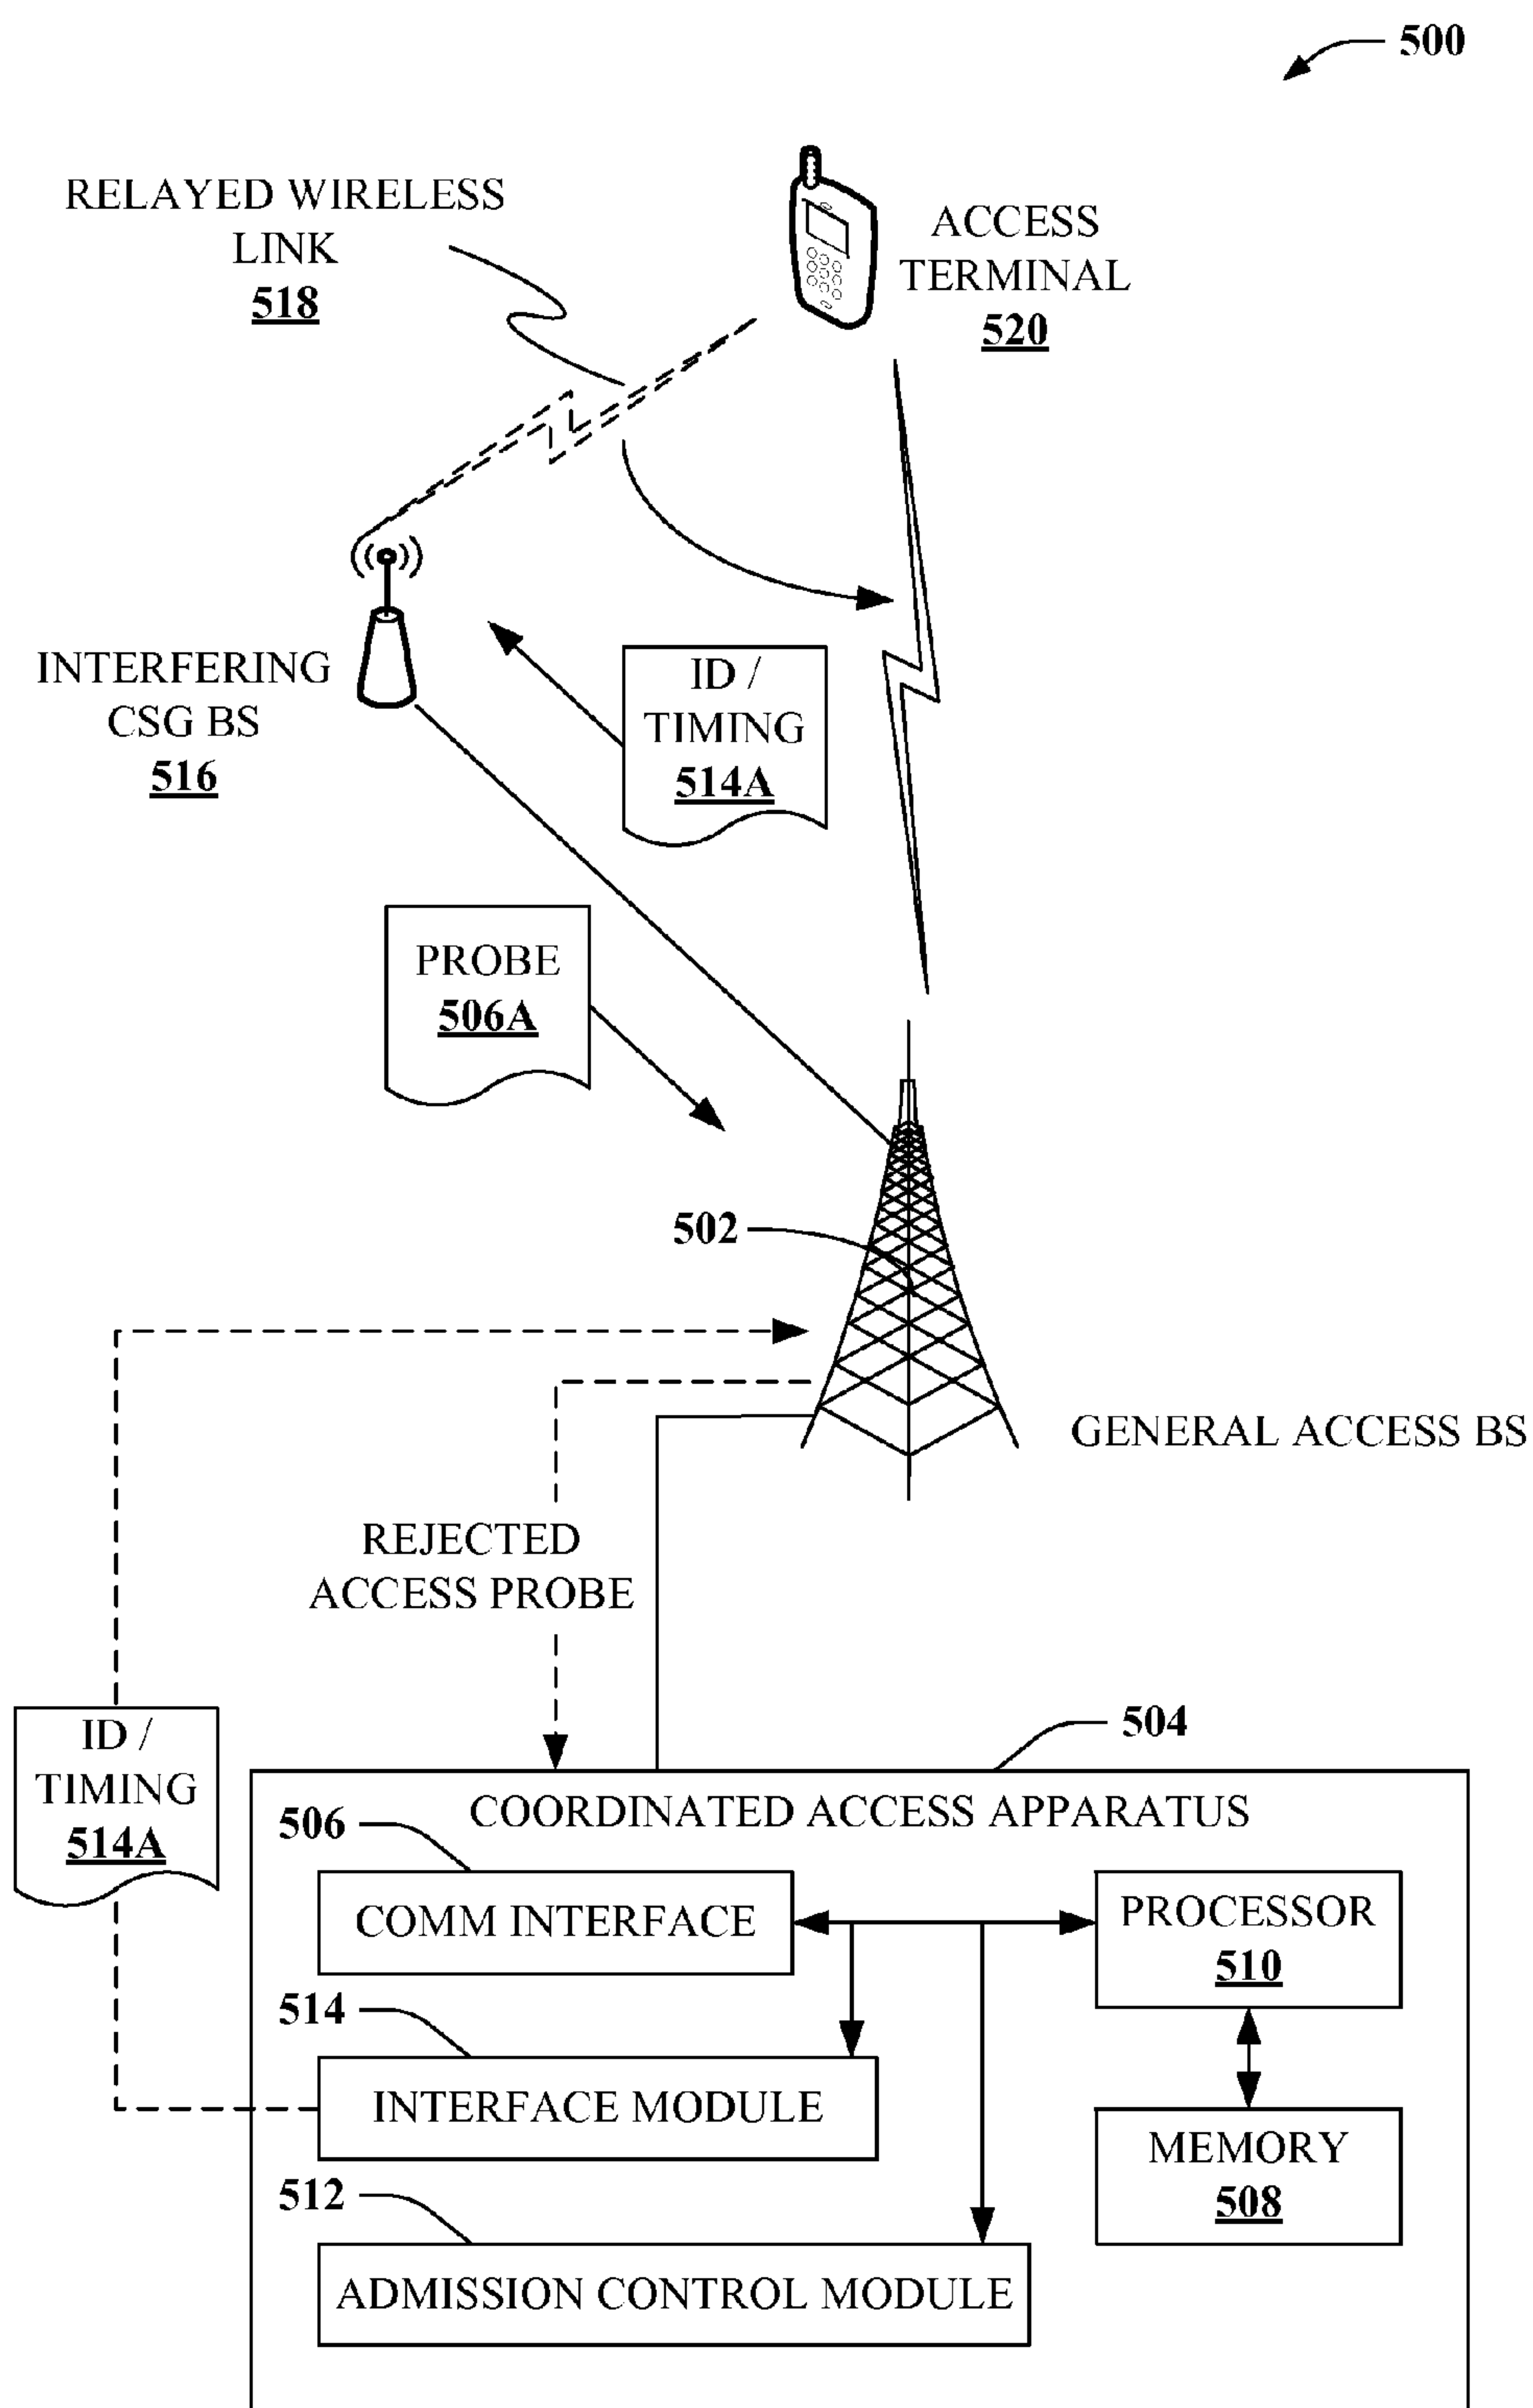 500
RELAYED WIRELESS
LINK
518
ACCESS
TERMINAL
520
INTERFERING
CSG BS
516
ID /
TIMING
514A
PROBE
506A
502
GENERAL ACCESS BS
REJECTED
ACCESS PROBE
ID /
TIMING
514A
504
COORDINATED ACCESS APPARATUS
506
COMM INTERFACE
PROCESSOR
510
514
INTERFACE MODULE
MEMORY
508
512
ADMISSION CONTROL MODULE